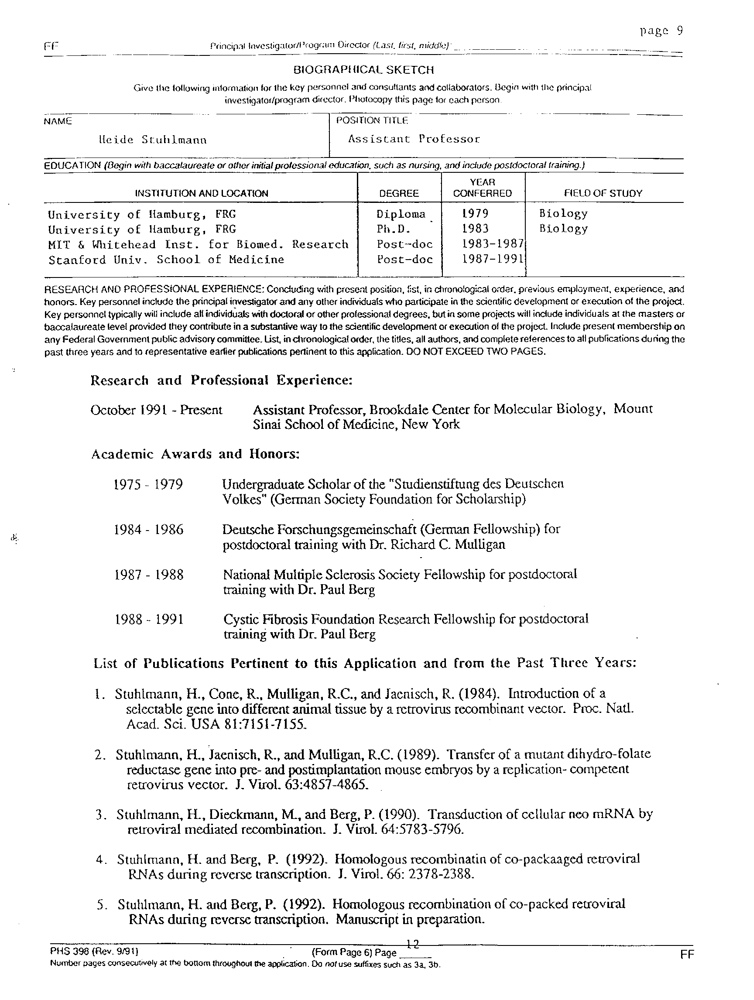 page 9
FF Principal Investigator/Program Director (Last, first, middle):
BIOGRAPHICAL SKETCH
Give the following information for the key personnel and consultants and collaborators. Begin with the principal
investigator/program director. Photocopy this page for each person.
NAME POSITION TITLE
Heide Stuhlmann Assistant Professor
EDUCATION (Begin with baccalaureate or other initial professional education, such as nursing, and include postdoctoral training.)
INSTITUTION AND LOCATION DEGREE YEAR CONFERRED FIELD OF STUDY
University of Hamburg, FRG Diploma 1979 Biology
University of Hamburg, FRG Ph.D. 1983 Biology
MIT & Whitehead Inst. for Biomed. Research Post-doc 1983-1987
Stanford Univ. School of Medicine Post-doc 1987-1991
RESEARCH AND PROFESSIONAL EXPERIENCE: Concluding with present position, list, in chronological order, previous employment, experience, and
honors. Key personnel include the principal investigator and any other individuals who participate in the scientific development or execution of the project.
Key personnel typically will include all individuals with doctoral or other professional degrees, but in some projects will include individuals at the masters or
baccalaureate level provided they contribute in a substantive way to the scientific development or execution of the project. Include present membership on
any Federal Government public advisory committee. List, in chronological order, the titles, all authors, and complete references to all publications during the
past three years and to representative earlier publications pertinent to this application. DO NOT EXCEED TWO PAGES.
Research and Professional Experience:
October 1991 - Present Assistant Professor, Brookdale Center for Molecular Biology, Mount
Sinai School of Medicine, New York
Academic Awards and Honors:
1975 - 1979 Undergraduate Scholar of the "Studienstiftung des Deutschen
Volkes" (German Society Foundation for Scholarship)
1984 - 1986 Deutsche Forschungsgemeinschaft (German Fellowship) for
postdoctoral training with Dr. Richard C. Mulligan
1987 - 1988 National Multiple Sclerosis Society Fellowship for postdoctoral
training with Dr. Paul Berg
1988 - 1991 Cystic Fibrosis Foundation Research Fellowship for postdoctoral
training with Dr. Paul Berg
List of Publications Pertinent to this Application and from the Past Three Years:
1. Stuhlmann, H., Cone, R., Mulligan, R.C., and Jaenisch, R. (1984). Introduction of a
selectable gene into different animal tissue by a retrovirus recombinant vector. Proc. Natl.
Acad. Sci. USA 81:7151-7155.
2. Stuhlmann, H., Jaenisch, R., and Mulligan, R.C. (1989). Transfer of a mutant dihydro-folate
reductase gene into pre- and postimplantation mouse embryos by a replication- competent
retrovirus vector. J. Virol. 63:4857-4865.
3. Stuhlmann, H., Dieckmann, M., and Berg, P. (1990). Transduction of cellular neo mRNA by
retroviral mediated recombination. J. Virol. 64:5783-5796.
4. Stuhlmann, H. and Berg, P. (1992). Homologous recombinatin of co-packaaged retroviral
RNAs during reverse transcription. J. Virol. 66: 2378-2388.
5. Stuhlmann, H. and Berg, P. (1992). Homologous recombination of co-packed retroviral
RNAs during reverse transcription. Manuscript in preparation.
PHS 398 (Rev. 9/91) (Form Page 6) Page 12 FF
Number pages consecutively at the bottom throughout the application. Do not use suffixes such as 3a, 3b.